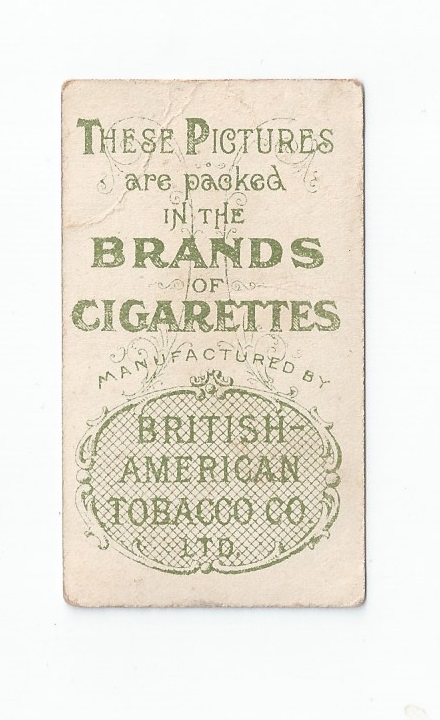 THESE PICTURES
are packed
IN THE
BRANDS
OF
CIGARETTES
MANUFACTURED BY
BRITISH-
AMERICAN
TOBACCO CO.
LTD.